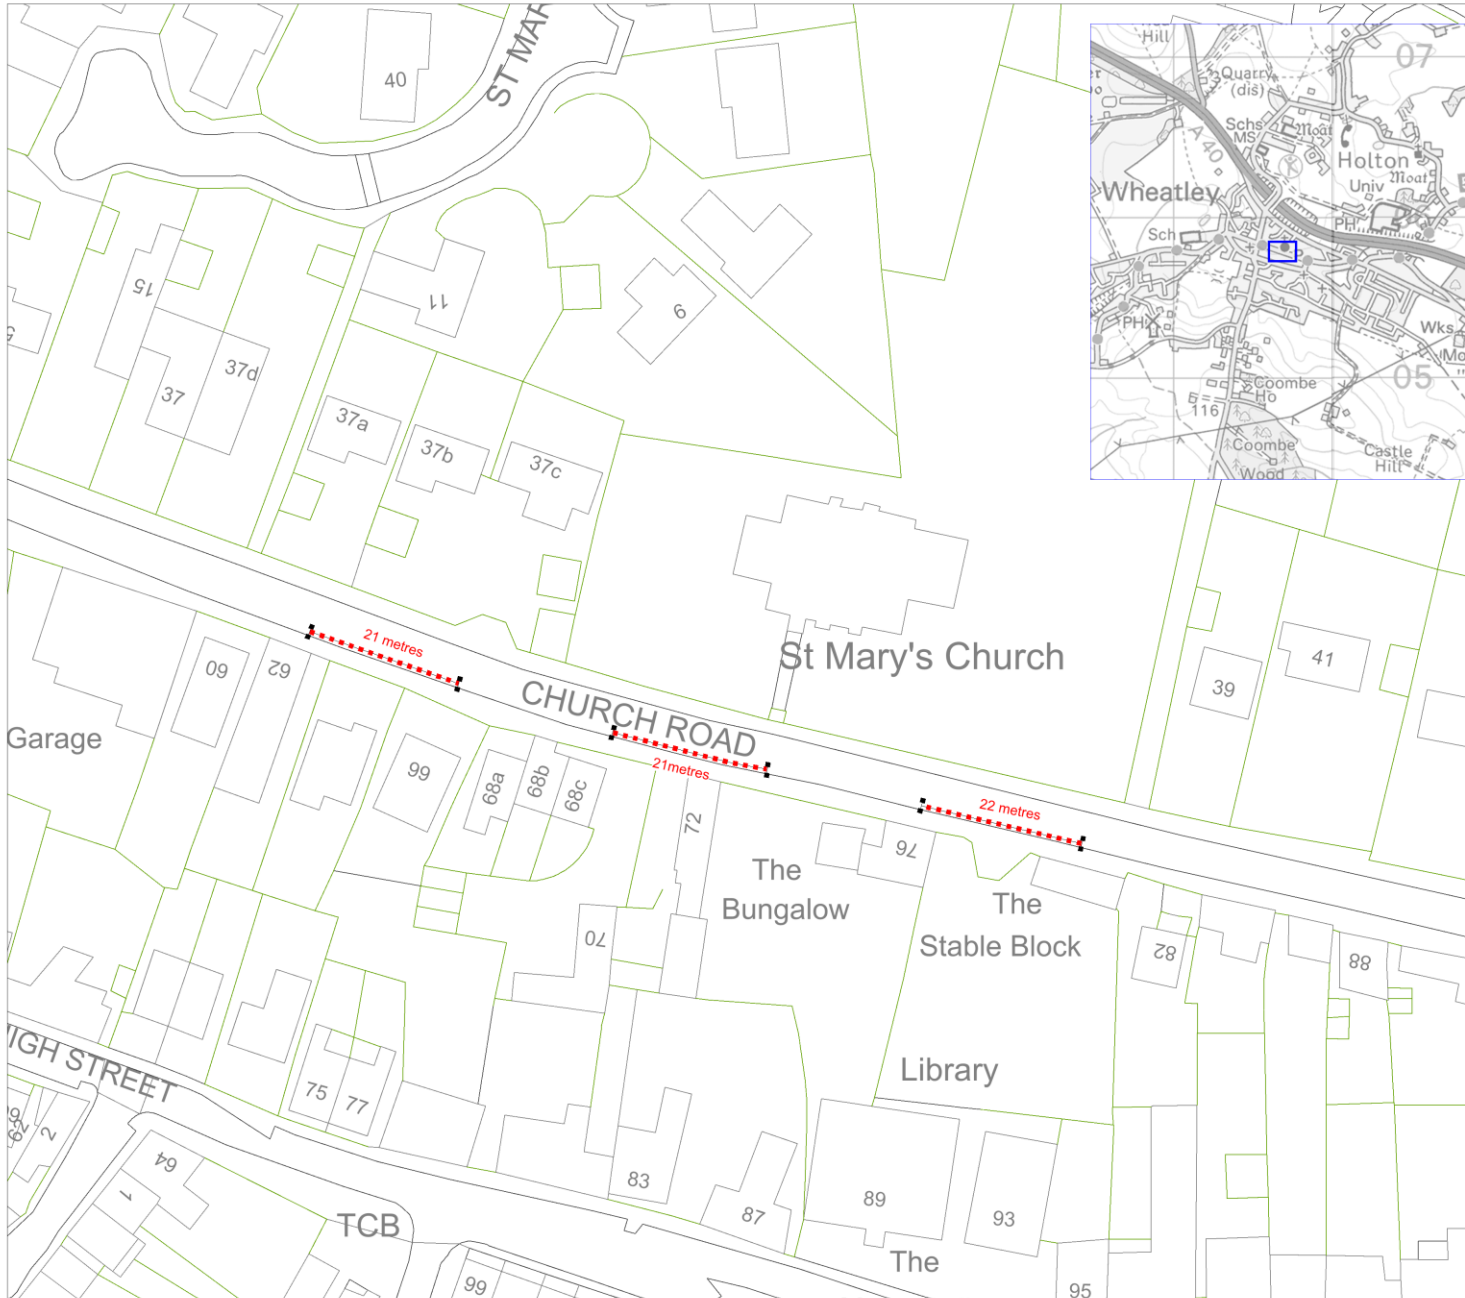 ST MAR
40
15
37
37d
11
9
37a
37b
37c
Hill
07
Quarry
(dis)
A 40
Schs
MS
Moat
Holton
Moat
Univ
Wheatley
PH
Sch
PH
Wks
Mo
Coombe
Ho
05
116
Coombe
Wood
Castle
Hill
21 metres
St Mary's Church
41
39
60
62
CHURCH ROAD
Garage
21metres
66
68a
68b
68c
22 metres
72
76
The
Bungalow
The
Stable Block
70
82
88
HIGH STREET
Library
75
77
2
62
64
1
83
87
89
93
TCB
The
99
95